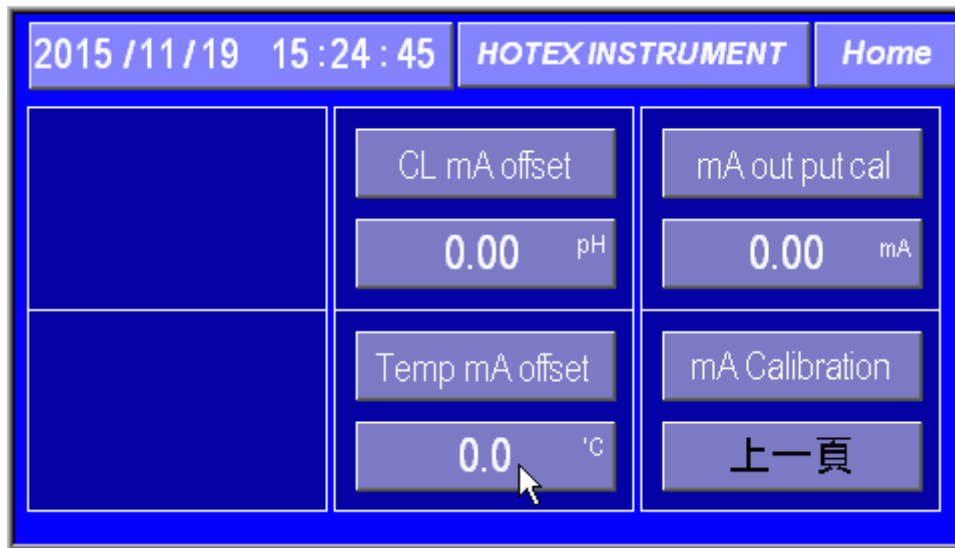 2015 /11/19 15:24:45 HOTEX INSTRUMENT Home
CL mA offset
mA out put cal
0.00 pH
0.00 mA
Temp mA offset
mA Calibration
0.0 'C
上一頁